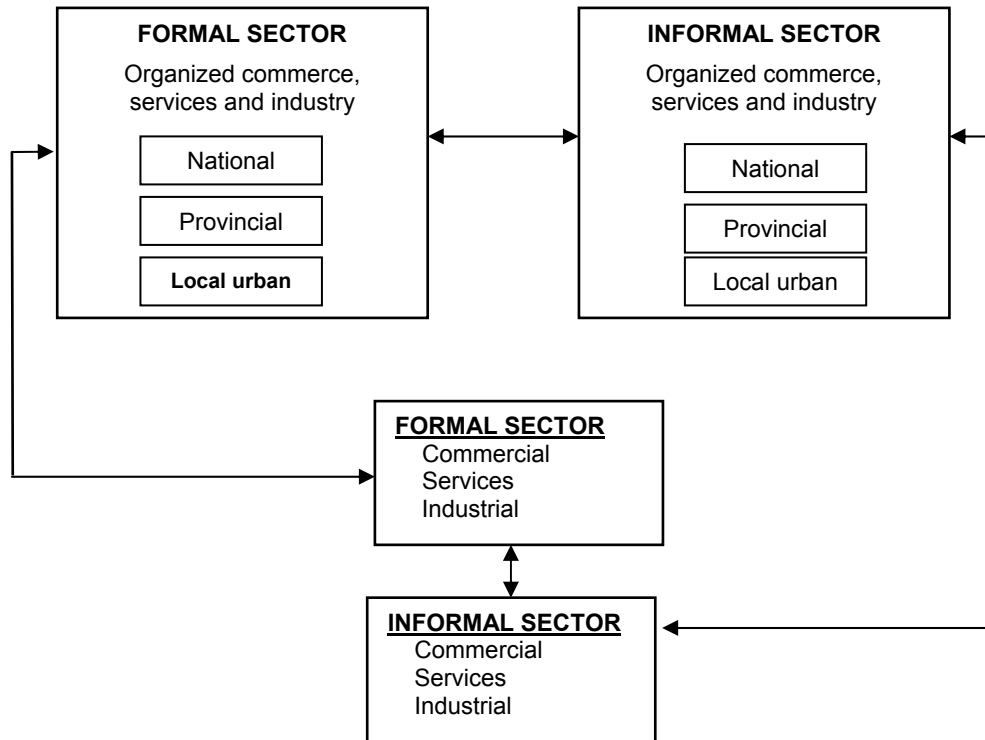 FORMAL SECTOR
Organized commerce,
services and industry
National
Provincial
Local urban
INFORMAL SECTOR
Organized commerce,
services and industry
National
Provincial
Local urban
FORMAL SECTOR
Commercial
Services
Industrial
INFORMAL SECTOR
Commercial
Services
Industrial